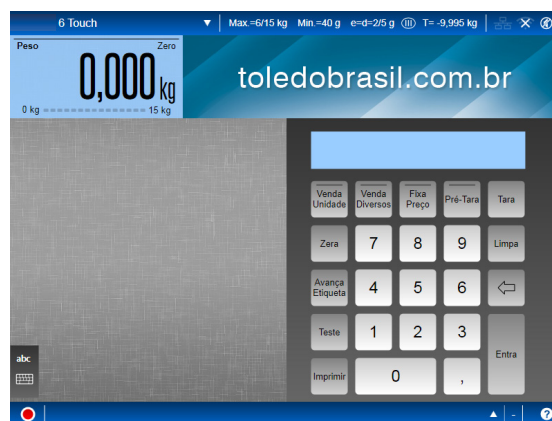 6 Touch ▼ Max.=6/15 kg Min.=40 g e=d=2/5 g (III) T= -9,995 kg
Peso Zero
0,000 kg
0 kg 15 kg
toledobrasil.com.br
Venda Unidade
Venda Diversos
Fixa Preço
Pré-Tara
Tara
Zera 7 8 9 Limpa
Avança Etiqueta
4 5 6
Teste 1 2 3
Entra
Imprimir 0 ,
abc
▲ - ?